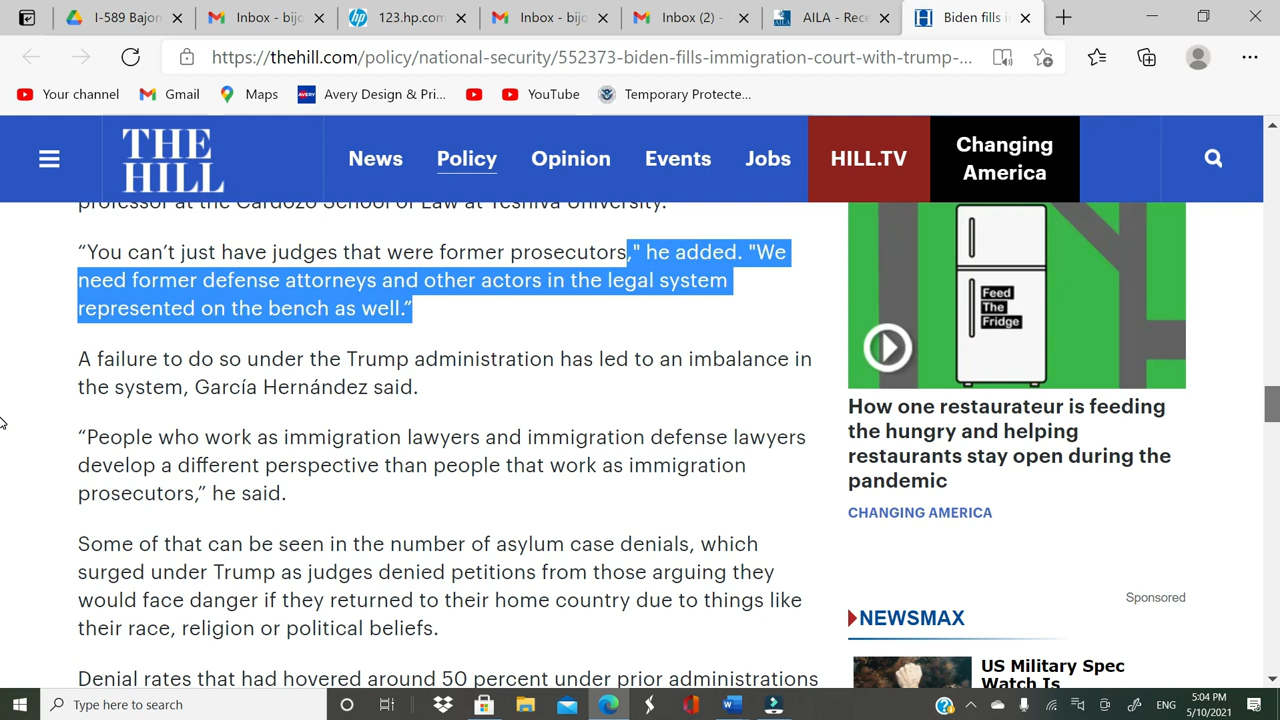 I-589 Bajon
Inbox - bijo
123.hp.com
Inbox - bijo
Inbox (2) -
AILA - Rece
Biden fills i
https://thehill.com/policy/national-security/552373-biden-fills-immigration-court-with-trump-...
Your channel
Gmail
Maps
Avery Design & Pri...
YouTube
Temporary Protecte...
THE
HILL
News
Policy
Opinion
Events
Jobs
HILL.TV
Changing
America
professor at the Cardozo School of Law at Yeshiva University.
“You can’t just have judges that were former prosecutors," he added. "We
need former defense attorneys and other actors in the legal system
represented on the bench as well.”
A failure to do so under the Trump administration has led to an imbalance in
the system, García Hernández said.
“People who work as immigration lawyers and immigration defense lawyers
develop a different perspective than people that work as immigration
prosecutors,” he said.
Some of that can be seen in the number of asylum case denials, which
surged under Trump as judges denied petitions from those arguing they
would face danger if they returned to their home country due to things like
their race, religion or political beliefs.
Denial rates that had hovered around 50 percent under prior administrations
Feed
The
Fridge
How one restaurateur is feeding
the hungry and helping
restaurants stay open during the
pandemic
CHANGING AMERICA
Sponsored
NEWSMAX
US Military Spec
Watch Is
Type here to search
ENG
5:04 PM
5/10/2021